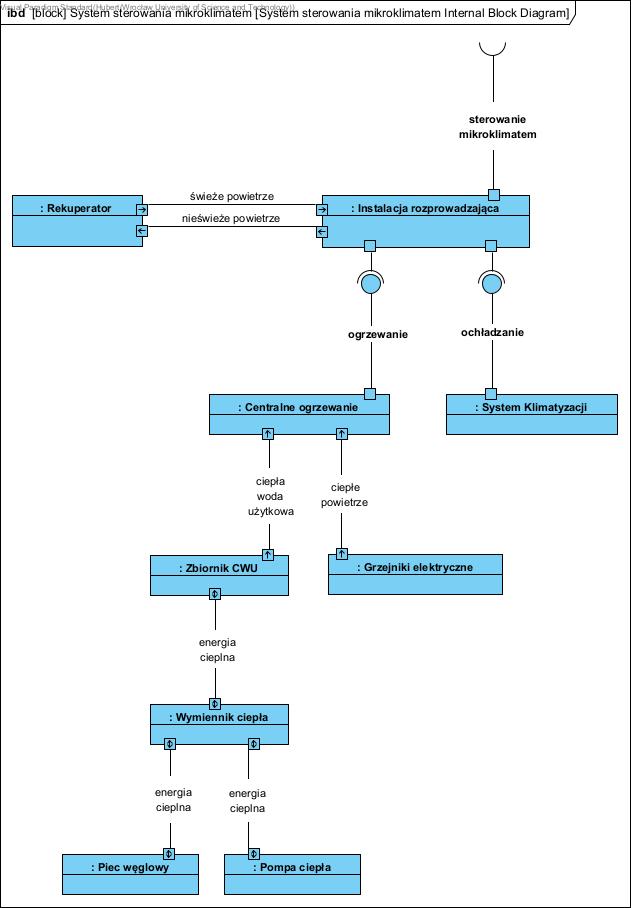 Visual Paradigm Standard(Hubert(Wrocław University of Science and Technology))
ibd [block] System sterowania mikroklimatem [System sterowania mikroklimatem Internal Block Diagram]
sterowanie
mikroklimatem
: Rekuperator
świeże powietrze
nieświeże powietrze
: Instalacja rozprowadzająca
ogrzewanie
ochładzanie
: Centralne ogrzewanie
: System Klimatyzacji
ciepła
woda
użytkowa
ciepłe
powietrze
: Zbiornik CWU
: Grzejniki elektryczne
energia
cieplna
: Wymiennik ciepła
energia
cieplna
energia
cieplna
: Piec węglowy
: Pompa ciepła